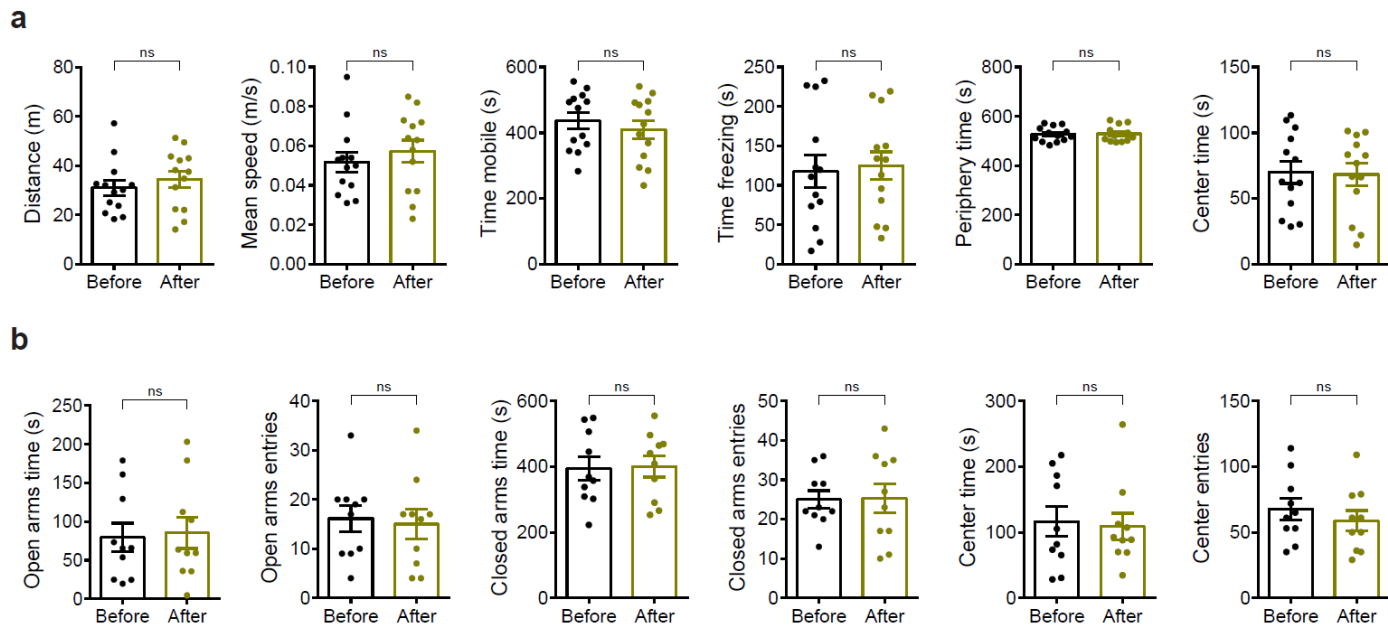 a
ns ns ns ns ns ns
Distance (m) 80 60 40 20 0 Before After
Mean speed (m/s) 0.10 0.08 0.06 0.04 0.02 0.00 Before After
Time mobile (s) 600 400 200 0 Before After
Time freezing (s) 250 200 150 100 50 0 Before After
Periphery time (s) 800 600 400 200 0 Before After
Center time (s) 150 100 50 0 Before After
b
ns ns ns ns ns ns
Open arms time (s) 250 200 150 100 50 0 Before After
Open arms entries 40 30 20 10 0 Before After
Closed arms time (s) 600 400 200 0 Before After
Closed arms entries 50 40 30 20 10 0 Before After
Center time (s) 300 200 100 0 Before After
Center entries 150 100 50 0 Before After